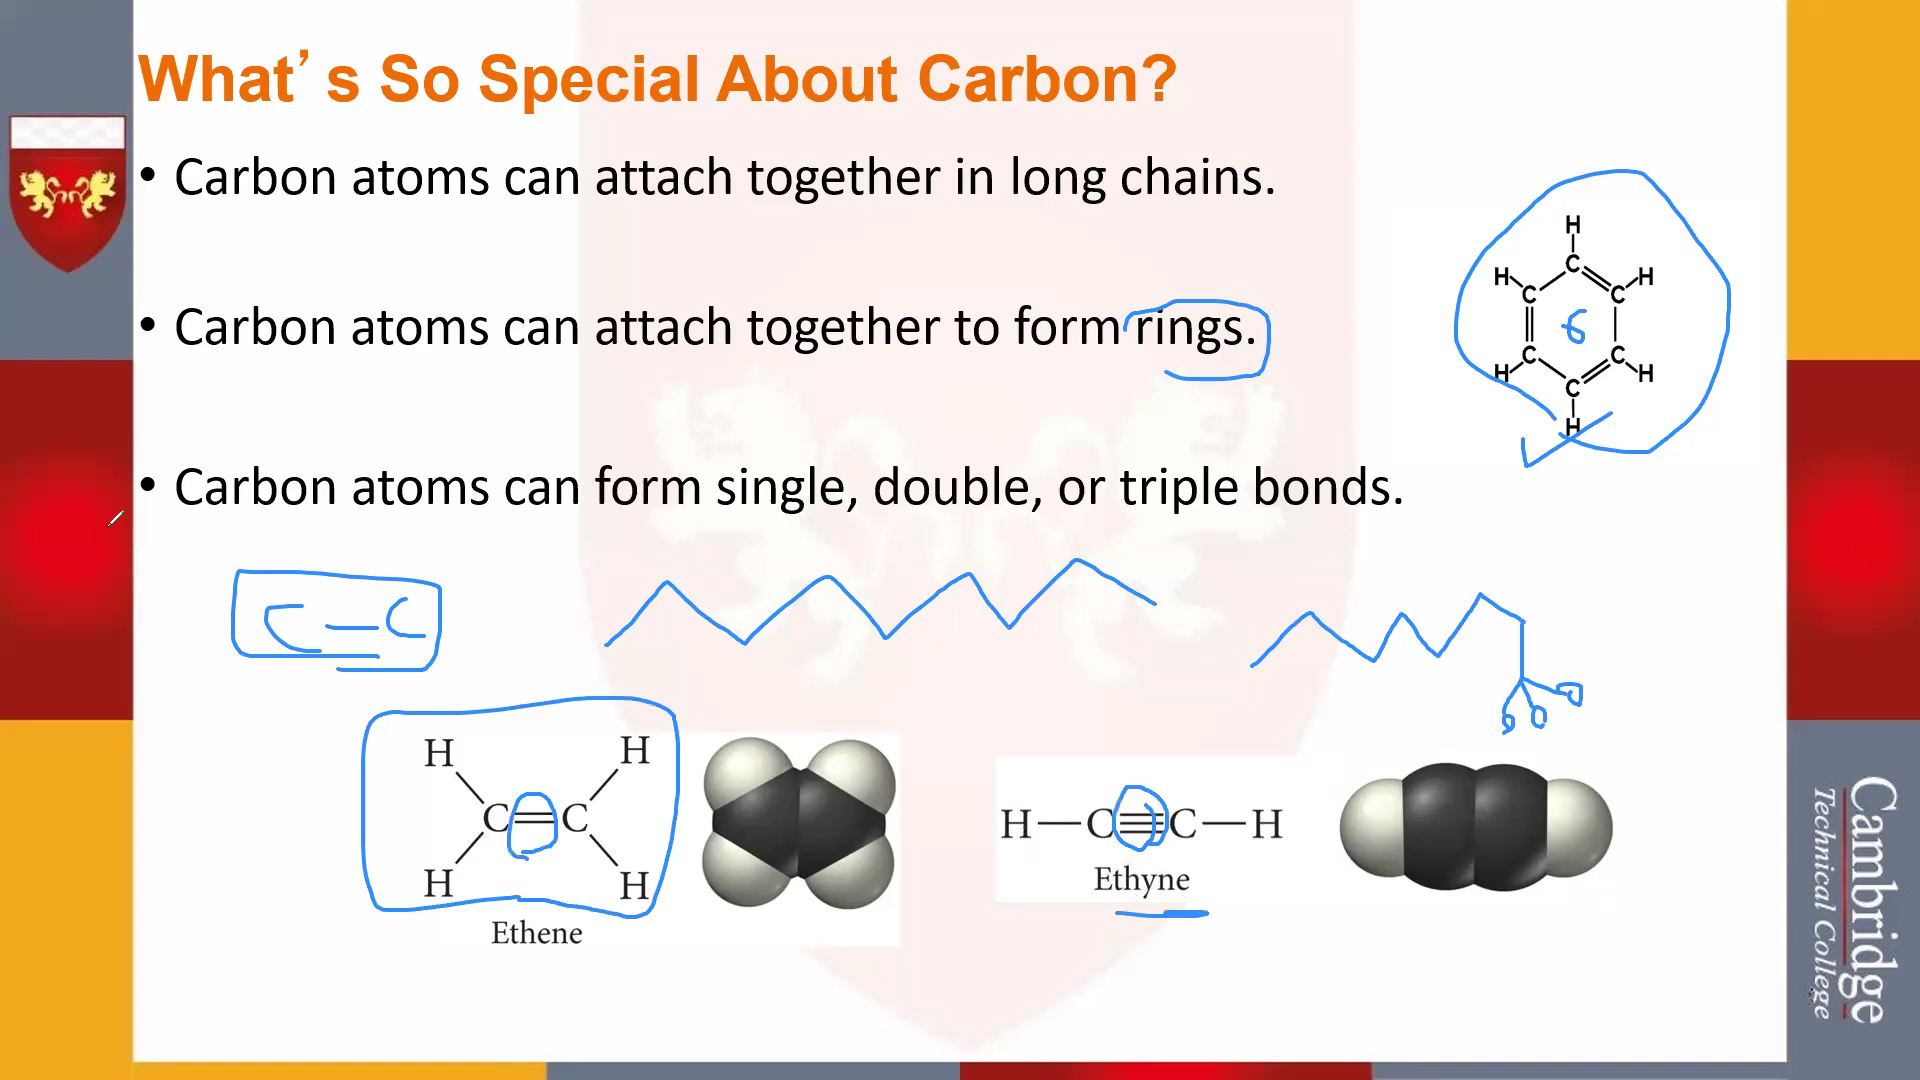 What’s So Special About Carbon?
• Carbon atoms can attach together in long chains.
• Carbon atoms can attach together to form rings.
• Carbon atoms can form single, double, or triple bonds.
H
H C H
C C
6
C C
H C H
H
C—C
H H
C=C
H H
Ethene
H—C≡C—H
Ethyne
Cambridge
Technical College